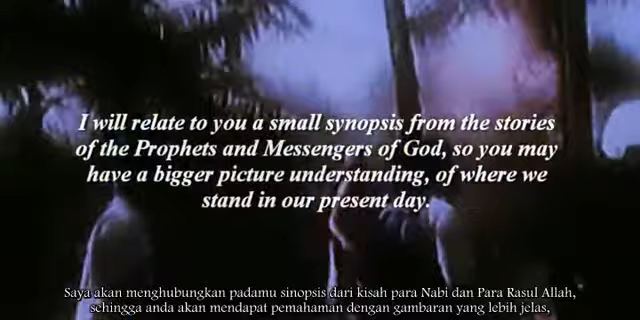 I will relate to you a small synopsis from the stories
of the Prophets and Messengers of God, so you may
have a bigger picture understanding, of where we
stand in our present day.
Saya akan menghubungkan padamu sinopsis dari kisah para Nabi dan Para Rasul Allah,
sehingga anda akan mendapat pemahaman dengan gambaran yang lebih jelas,